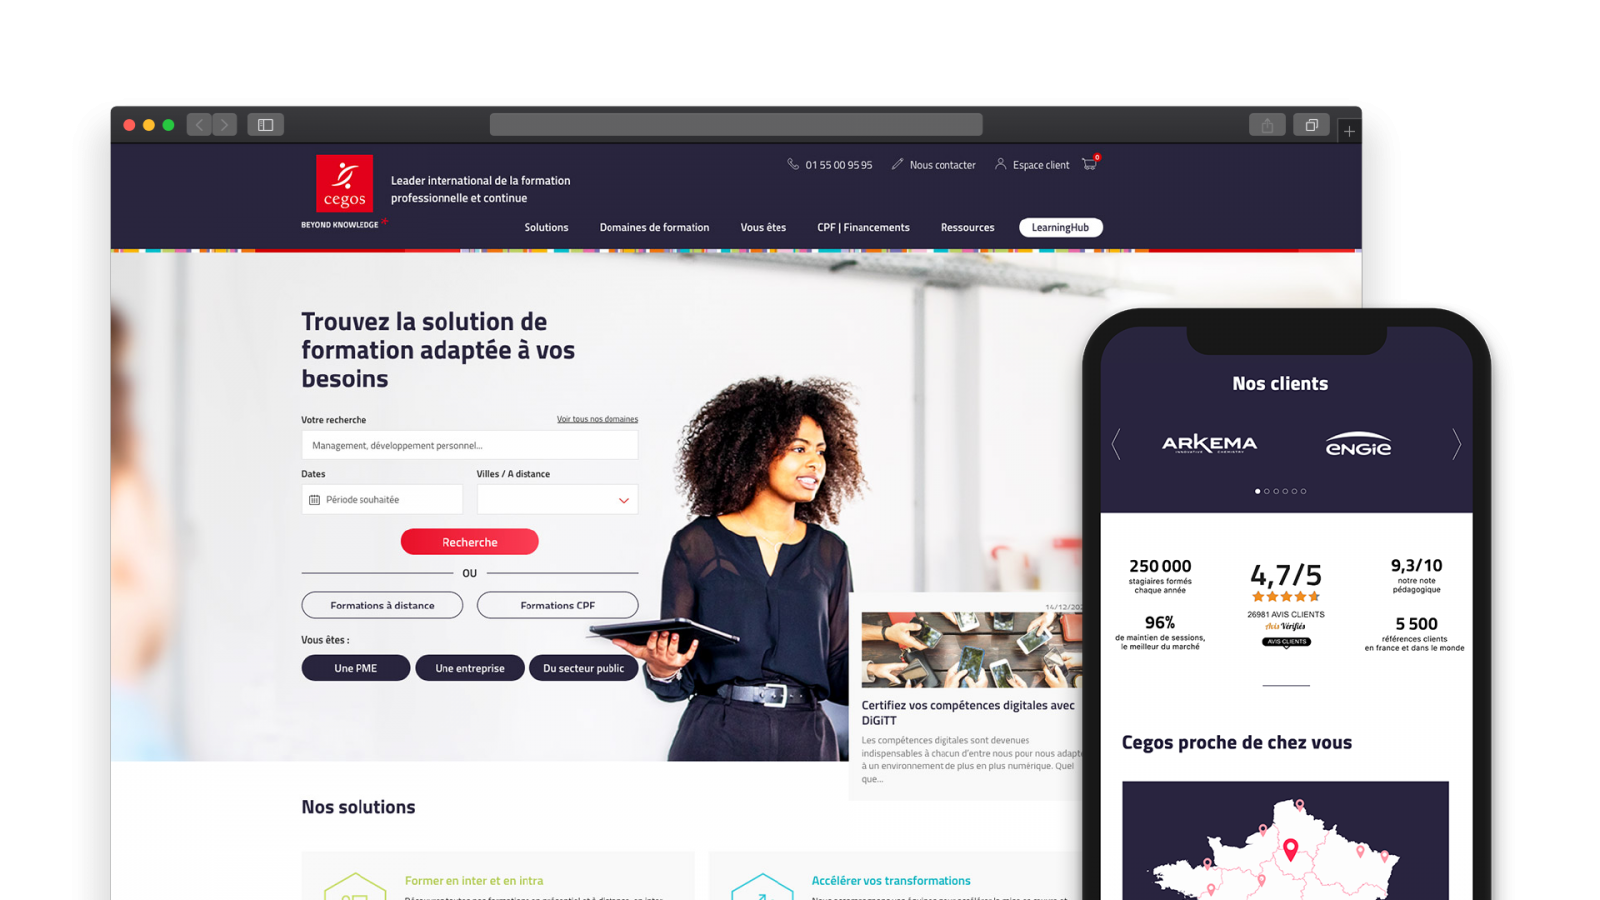 cegos
BEYOND KNOWLEDGE
Leader international de la formation
professionnelle et continue
01 55 00 95 95
Nous contacter
Espace client
0
Solutions
Domaines de formation
Vous êtes
CPF | Financements
Ressources
LearningHub
Trouvez la solution de
formation adaptée à vos
besoins
Votre recherche
Voir tous nos domaines
Management, développement personnel...
Dates
Villes / A distance
Période souhaitée
Recherche
OU
Formations à distance
Formations CPF
Vous êtes :
Une PME
Une entreprise
Du secteur public
14/12/202
Certifiez vos compétences digitales avec
DiGiTT
Les compétences digitales sont devenues
indispensables à chacun d'entre nous pour nous adapte
à un environnement de plus en plus numérique. Quel
que...
Nos solutions
Former en inter et en intra
Accélérer vos transformations
Nos clients
ARKEMA
INNOVATIVE CHEMISTRY
ENGIE
250 000
stagiaires formés
chaque année
96%
de maintien de sessions,
le meilleur du marché
4,7/5
26981 AVIS CLIENTS
Avis Vérifiés
AVIS CLIENTS
9,3/10
notre note
pédagogique
5 500
références clients
en france et dans le monde
Cegos proche de chez vous